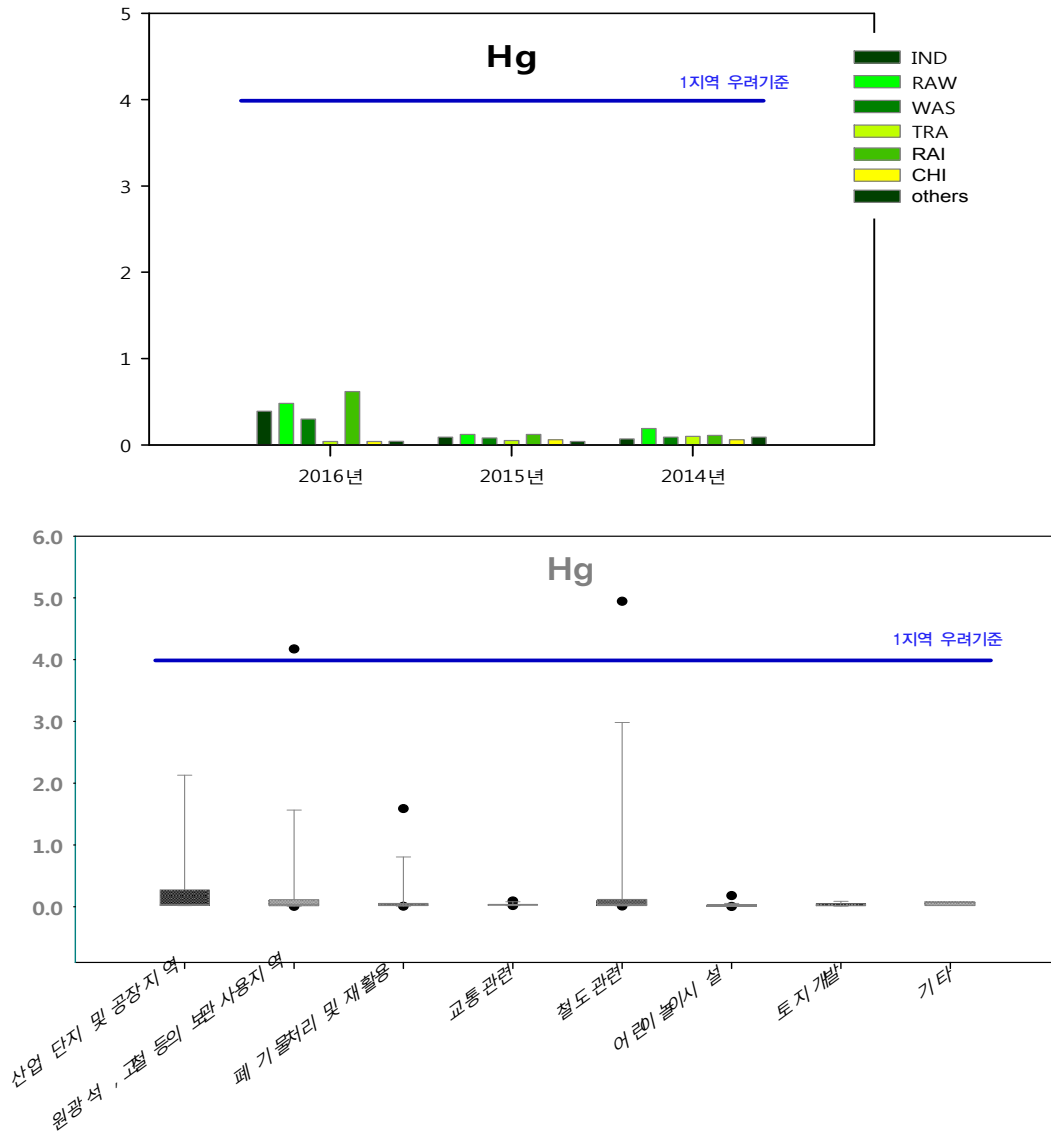 5
Hg
1지역 우려기준
4
3
2
1
0
2016년
2015년
2014년
IND
RAW
WAS
TRA
RAI
CHI
others
6.0
Hg
5.0
1지역 우려기준
4.0
3.0
2.0
1.0
0.0
산업 단지 및 공장지역
원광석 , 고철 등의 보관 사용지역
폐 기물처리 및 재활용
교통관련
철도관련
어린이놀이시 설
토지개발
기타